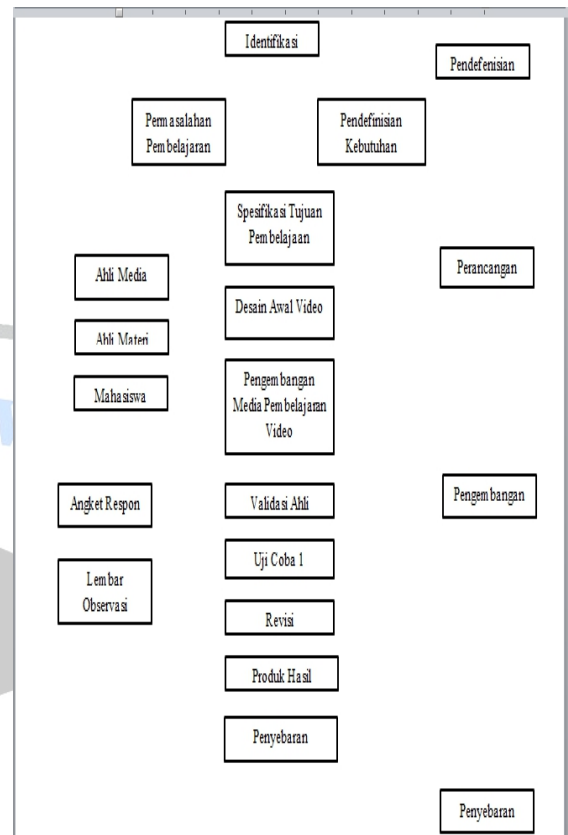 Identifikasi
Pendefenisian
Permasalahan
Pembelajaran
Pendefinisian
Kebutuhan
Spesifikasi Tujuan
Pembelajaan
Ahli Media
Perancangan
Desain Awal Video
Ahli Materi
Pengembangan
Media Pembelajaran
Video
Mahasiswa
Angket Respon
Validasi Ahli
Pengembangan
Uji Coba 1
Lembar
Observasi
Revisi
Produk Hasil
Penyebaran
Penyebaran